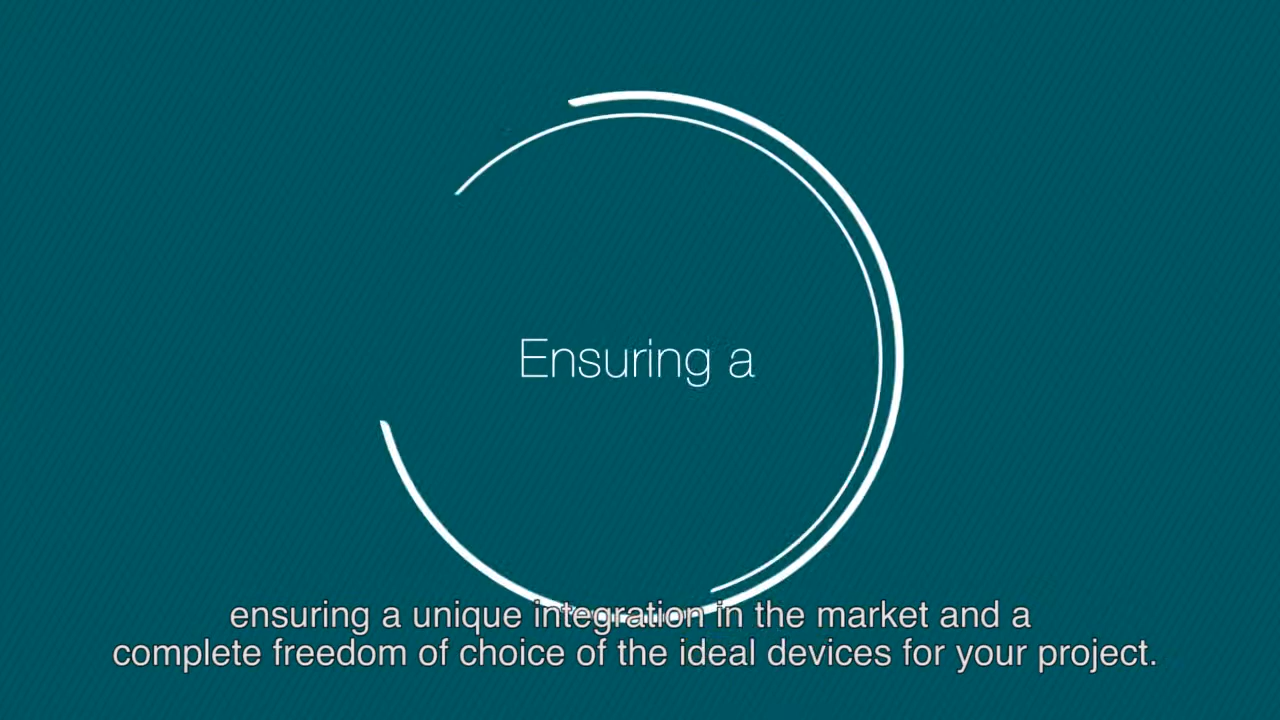 Ensuring a
ensuring a unique integration in the market and a
complete freedom of choice of the ideal devices for your project.